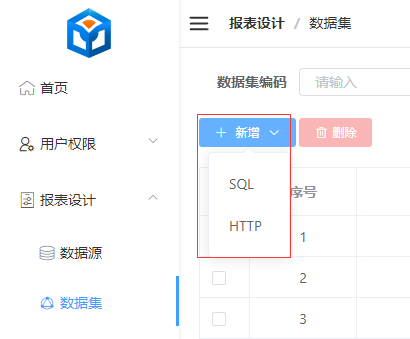 首页
用户权限
报表设计
数据源
数据集
报表设计 / 数据集
数据集编码 请输入
新增 删除
SQL
HTTP
序号
1
2
3